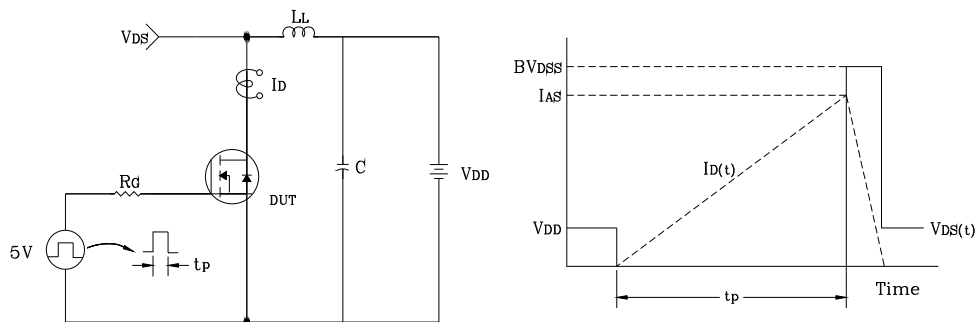 LL
VDS
ID
RG
DUT
C
VDD
5V
tp
BVDSS
IAS
ID(t)
VDD
VDS(t)
tp
Time